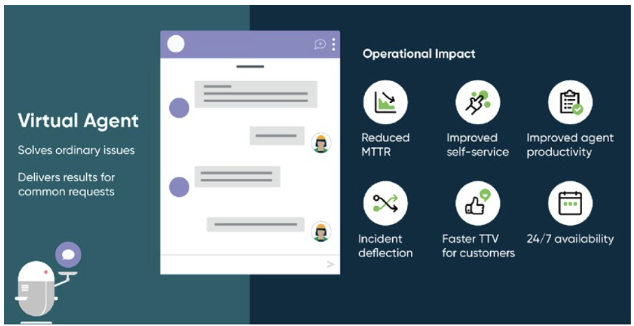 Virtual Agent
Solves ordinary issues
Delivers results for
common requests
Operational Impact
Reduced
MTTR
Improved
self-service
Improved agent
productivity
Incident
deflection
Faster TTV
for customers
24/7 availability